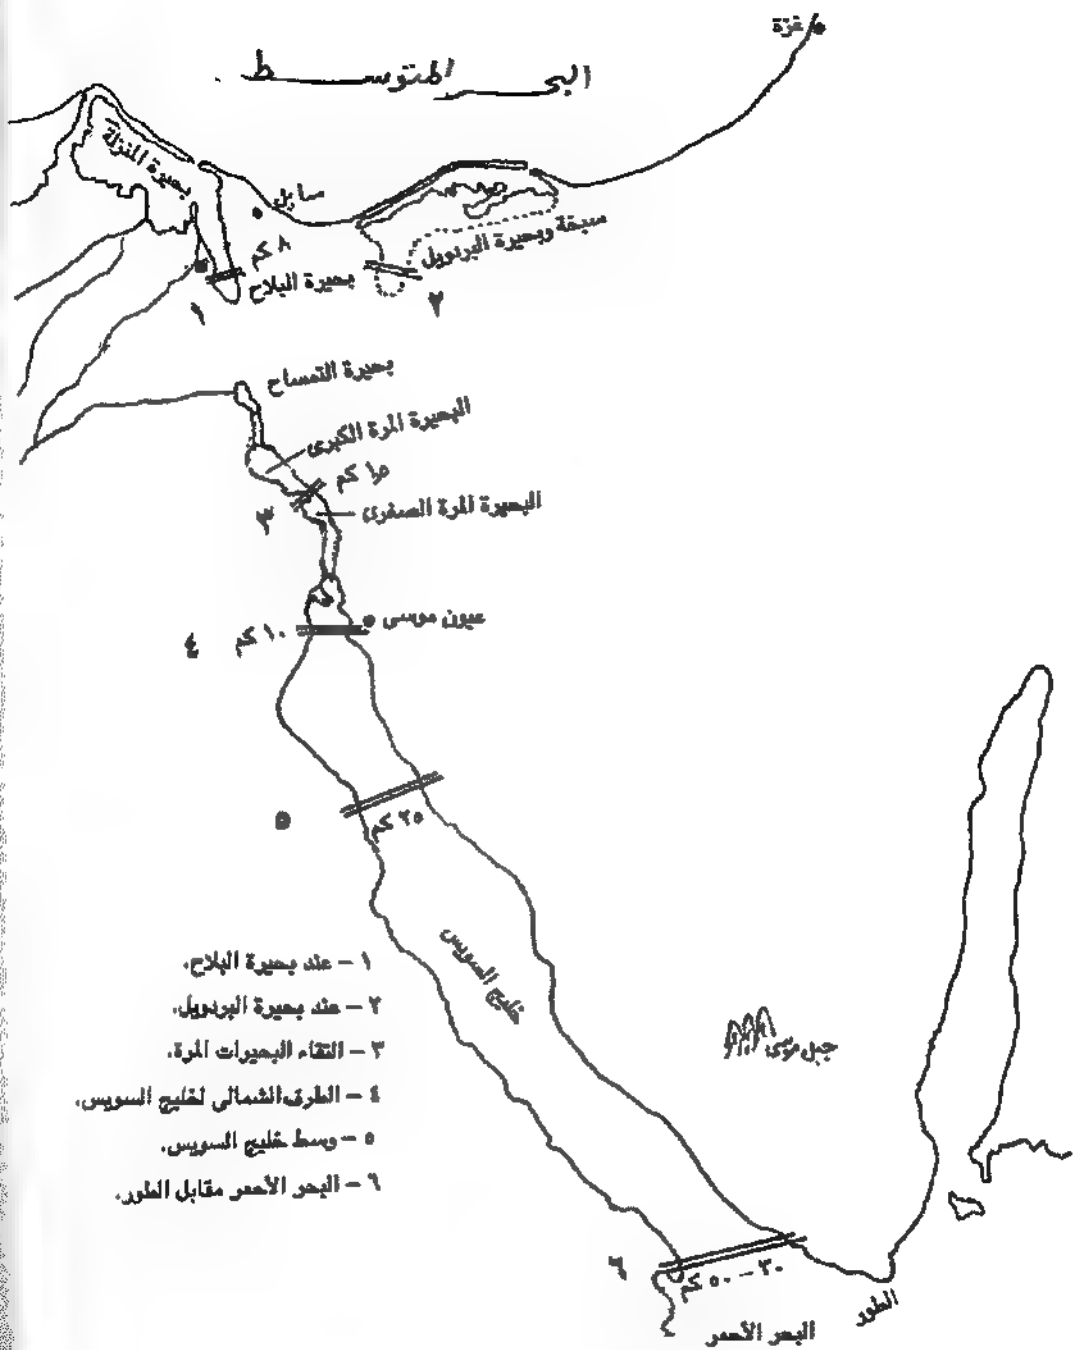 غزة
البحر المتوسط
بحيرة المنزلة
سابل
٨ كم
بحيرة البلاح
١
سبخة وبحيرة البردويل
٢
بحيرة التمساح
البحيرة المرة الكبرى
١,٥ كم
البحيرة المرة الصغرى
٣
عيون موسى
١٠ كم
٤
٢٥ كم
٥
خليج السويس
جبل موسى
١ – عند بحيرة البلاح.
٢ – عند بحيرة البردويل.
٣ – التقاء البحيرات المرة.
٤ – الطرف الشمالى لخليج السويس.
٥ – وسط خليج السويس.
٦ – البحر الأحمر مقابل الطور.
٦
٣٠ – ٥٠ كم
الطور
البحر الأحمر